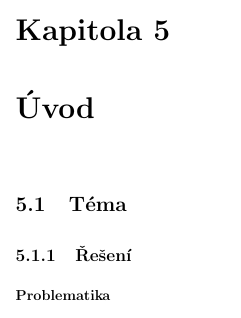 Kapitola 5
Úvod
5.1 Téma
5.1.1 Řešení
Problematika